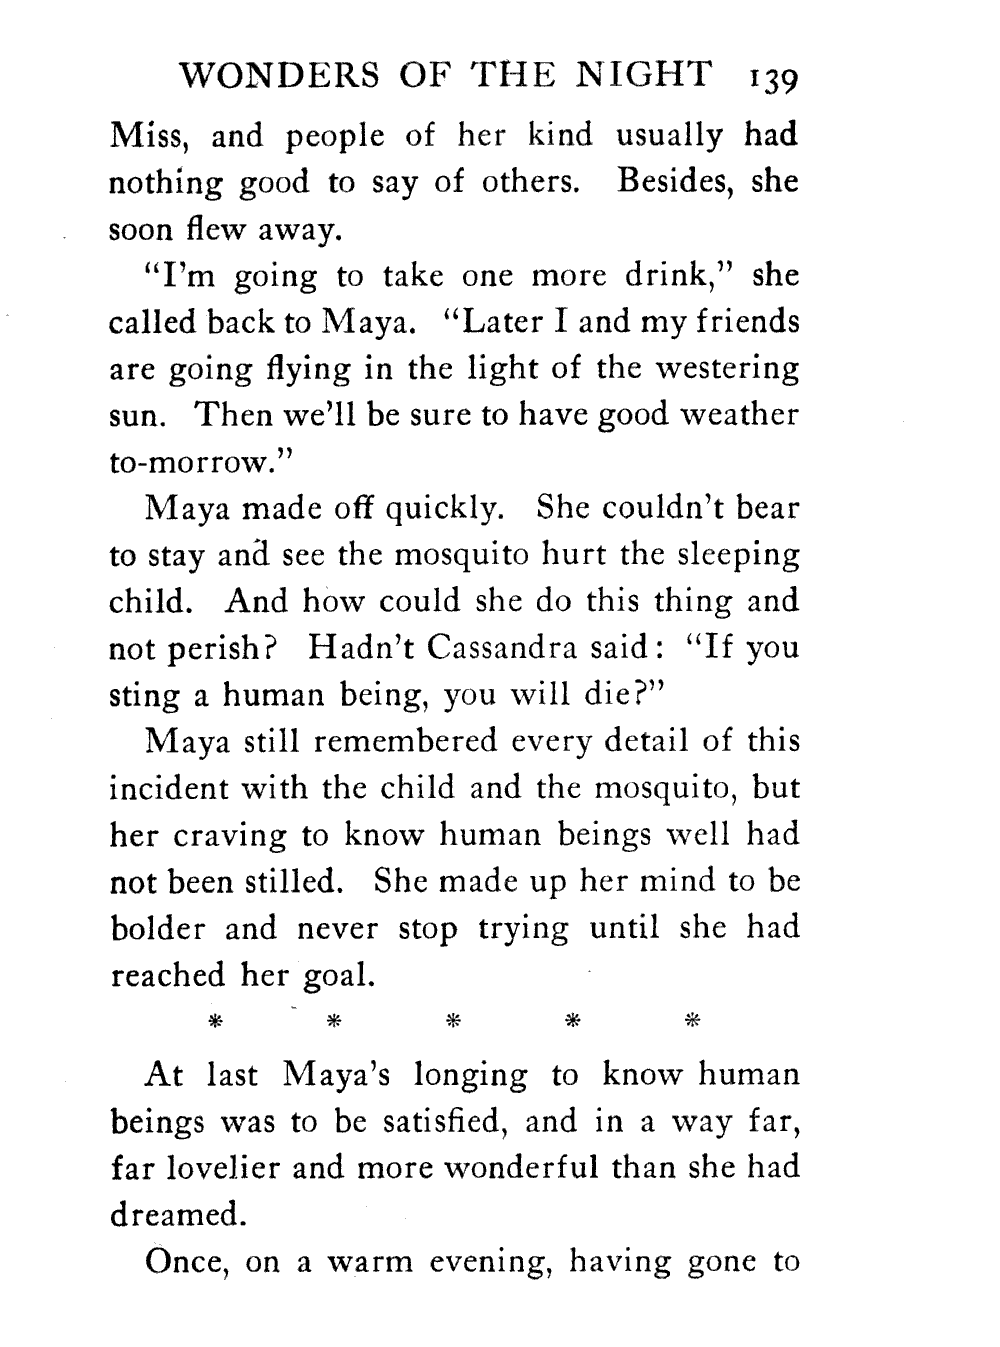 WONDERS OF THE NIGHT 139
Miss, and people of her kind usually had
nothing good to say of others. Besides, she
soon flew away.
“I’m going to take one more drink,” she
called back to Maya. “Later I and my friends
are going flying in the light of the westering
sun. Then we’ll be sure to have good weather
to-morrow.”
Maya made off quickly. She couldn’t bear
to stay and see the mosquito hurt the sleeping
child. And how could she do this thing and
not perish? Hadn’t Cassandra said: “If you
sting a human being, you will die?”
Maya still remembered every detail of this
incident with the child and the mosquito, but
her craving to know human beings well had
not been stilled. She made up her mind to be
bolder and never stop trying until she had
reached her goal.
* * * * *
At last Maya’s longing to know human
beings was to be satisfied, and in a way far,
far lovelier and more wonderful than she had
dreamed.
Once, on a warm evening, having gone to